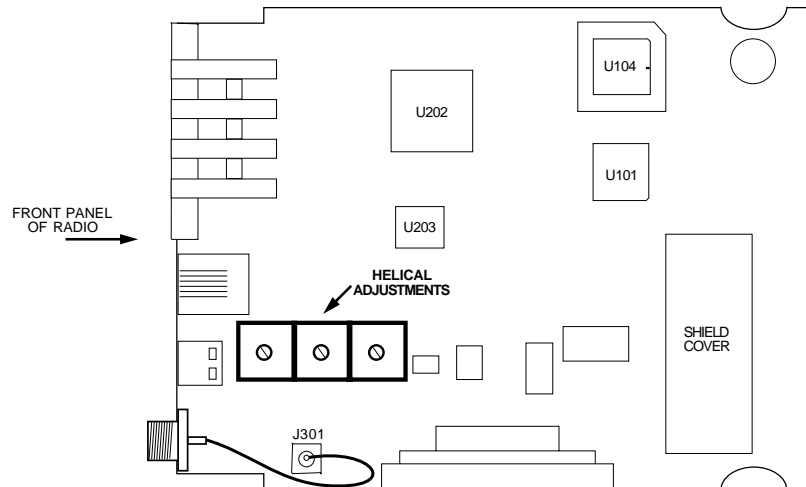 U104
U202
U101
FRONT PANEL
OF RADIO
U203
HELICAL
ADJUSTMENTS
SHIELD
COVER
J301